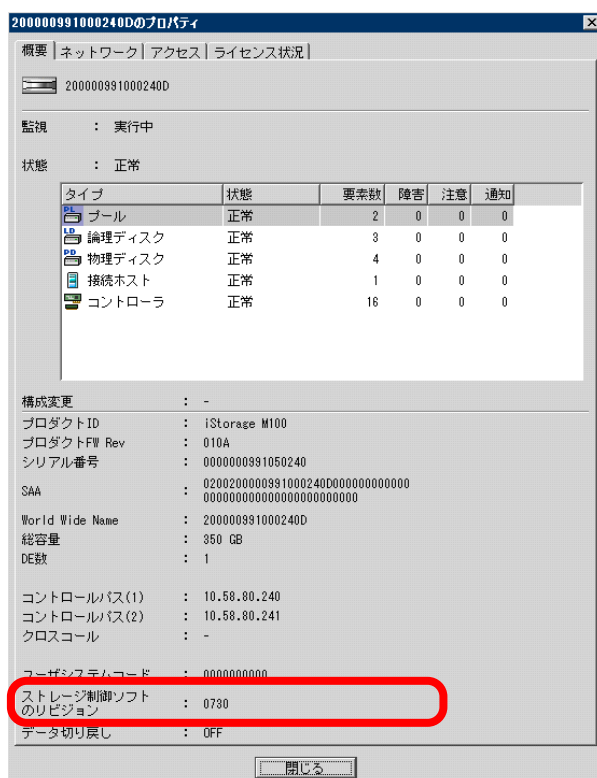 200000991000240Dのプロパティ
概要 ネットワーク アクセス ライセンス状況
200000991000240D
監視 : 実行中
状態 : 正常
タイプ 状態 要素数 障害 注意 通知
PL プール 正常 2 0 0 0
LD 論理ディスク 正常 3 0 0 0
PD 物理ディスク 正常 4 0 0 0
接続ホスト 正常 1 0 0 0
コントローラ 正常 16 0 0 0
構成変更 : -
プロダクトID : iStorage M100
プロダクトFW Rev : 010A
シリアル番号 : 0000000991050240
SAA : 0200200000991000240D000000000000
000000000000000000000000
World Wide Name : 200000991000240D
総容量 : 350 GB
DE数 : 1
コントロールパス(1) : 10.58.80.240
コントロールパス(2) : 10.58.80.241
クロスコール : -
ユーザシステムコード : 0000000000
ストレージ制御ソフト
のリビジョン : 0730
データ切り戻し : OFF
閉じる